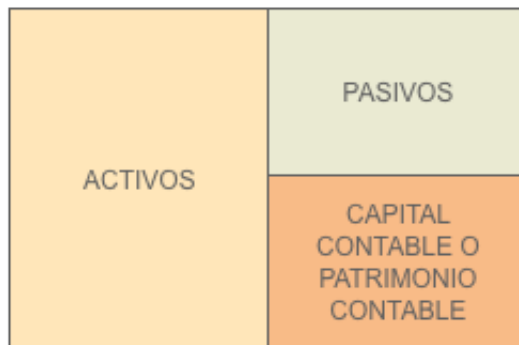 ACTIVOS
PASIVOS
CAPITAL
CONTABLE O
PATRIMONIO
CONTABLE